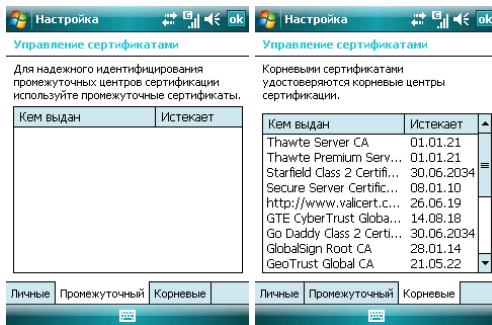 Настройка
ok
Управление сертификатами
Для надежного идентифицирования
промежуточных центров сертификации
используйте промежуточные сертификаты.
Кем выдан Истекает
Личные Промежуточный Корневые
Настройка
ok
Управление сертификатами
Корневыми сертификатами
удостоверяются корневые центры
сертификации.
Кем выдан Истекает
Thawte Server CA 01.01.21
Thawte Premium Serv... 01.01.21
Starfield Class 2 Certifi... 30.06.2034
Secure Server Certific... 08.01.10
http://www.valicert.c... 26.06.19
GTE CyberTrust Globa... 14.08.18
Go Daddy Class 2 Certi... 30.06.2034
GlobalSign Root CA 28.01.14
GeoTrust Global CA 21.05.22
Личные Промежуточный Корневые